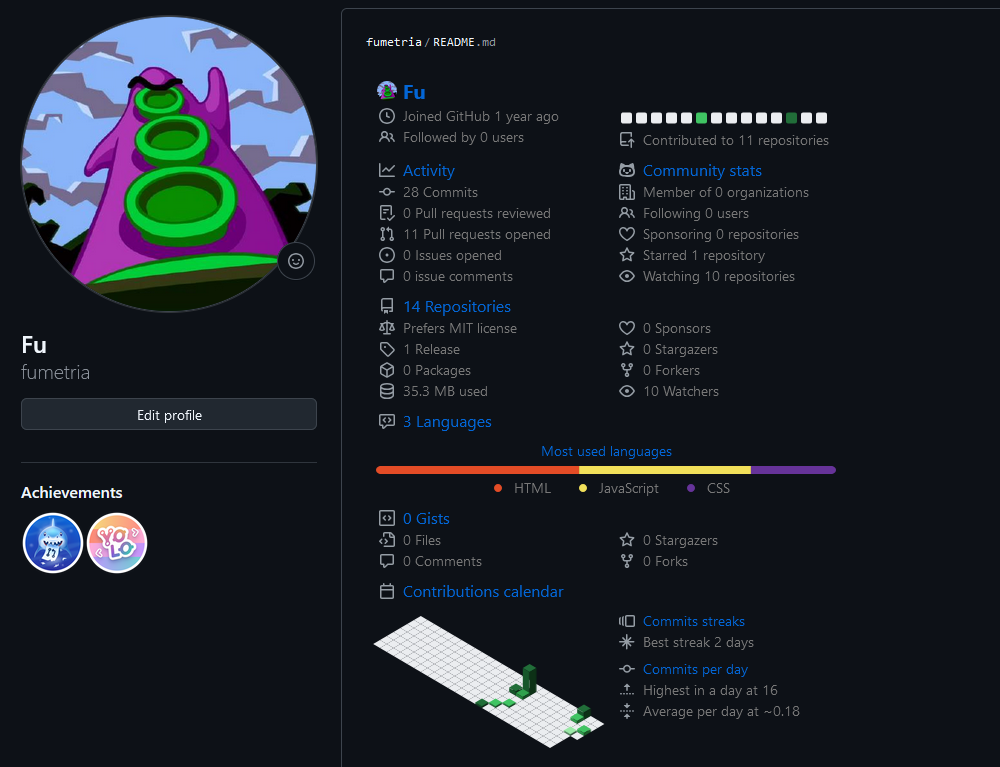 fumetria/README.md
Fu
Joined GitHub 1 year ago
Followed by 0 users
Contributed to 11 repositories
Activity
28 Commits
0 Pull requests reviewed
11 Pull requests opened
0 Issues opened
0 issue comments
Community stats
Member of 0 organizations
Following 0 users
Sponsoring 0 repositories
Starred 1 repository
Watching 10 repositories
14 Repositories
Prefers MIT license
1 Release
0 Packages
35.3 MB used
0 Sponsors
0 Stargazers
0 Forkers
10 Watchers
3 Languages
Most used languages
HTML JavaScript CSS
0 Gists
0 Files
0 Comments
0 Stargazers
0 Forks
Contributions calendar
Commits streaks
Best streak 2 days
Commits per day
Highest in a day at 16
Average per day at ~0.18
Fu
fumetria
Edit profile
Achievements
YOLO